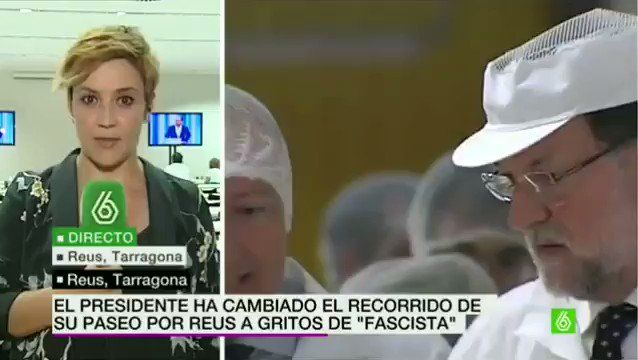 6
DIRECTO
Reus, Tarragona
Reus, Tarragona
EL PRESIDENTE HA CAMBIADO EL RECORRIDO DE
SU PASEO POR REUS A GRITOS DE "FASCISTA"
6